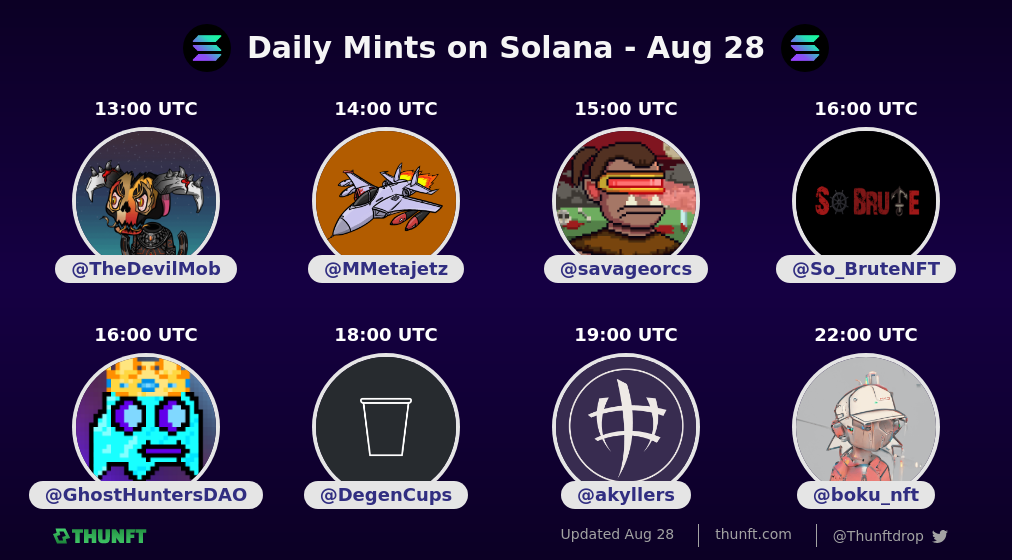 Daily Mints on Solana - Aug 28
13:00 UTC
14:00 UTC
15:00 UTC
16:00 UTC
SO BRUTE
@TheDevilMob
@MMetajetz
@savageorcs
@So_BruteNFT
16:00 UTC
18:00 UTC
19:00 UTC
22:00 UTC
@GhostHuntersDAO
@DegenCups
@akyllers
@boku_nft
THUNFT
Updated Aug 28
thunft.com
@Thunftdrop